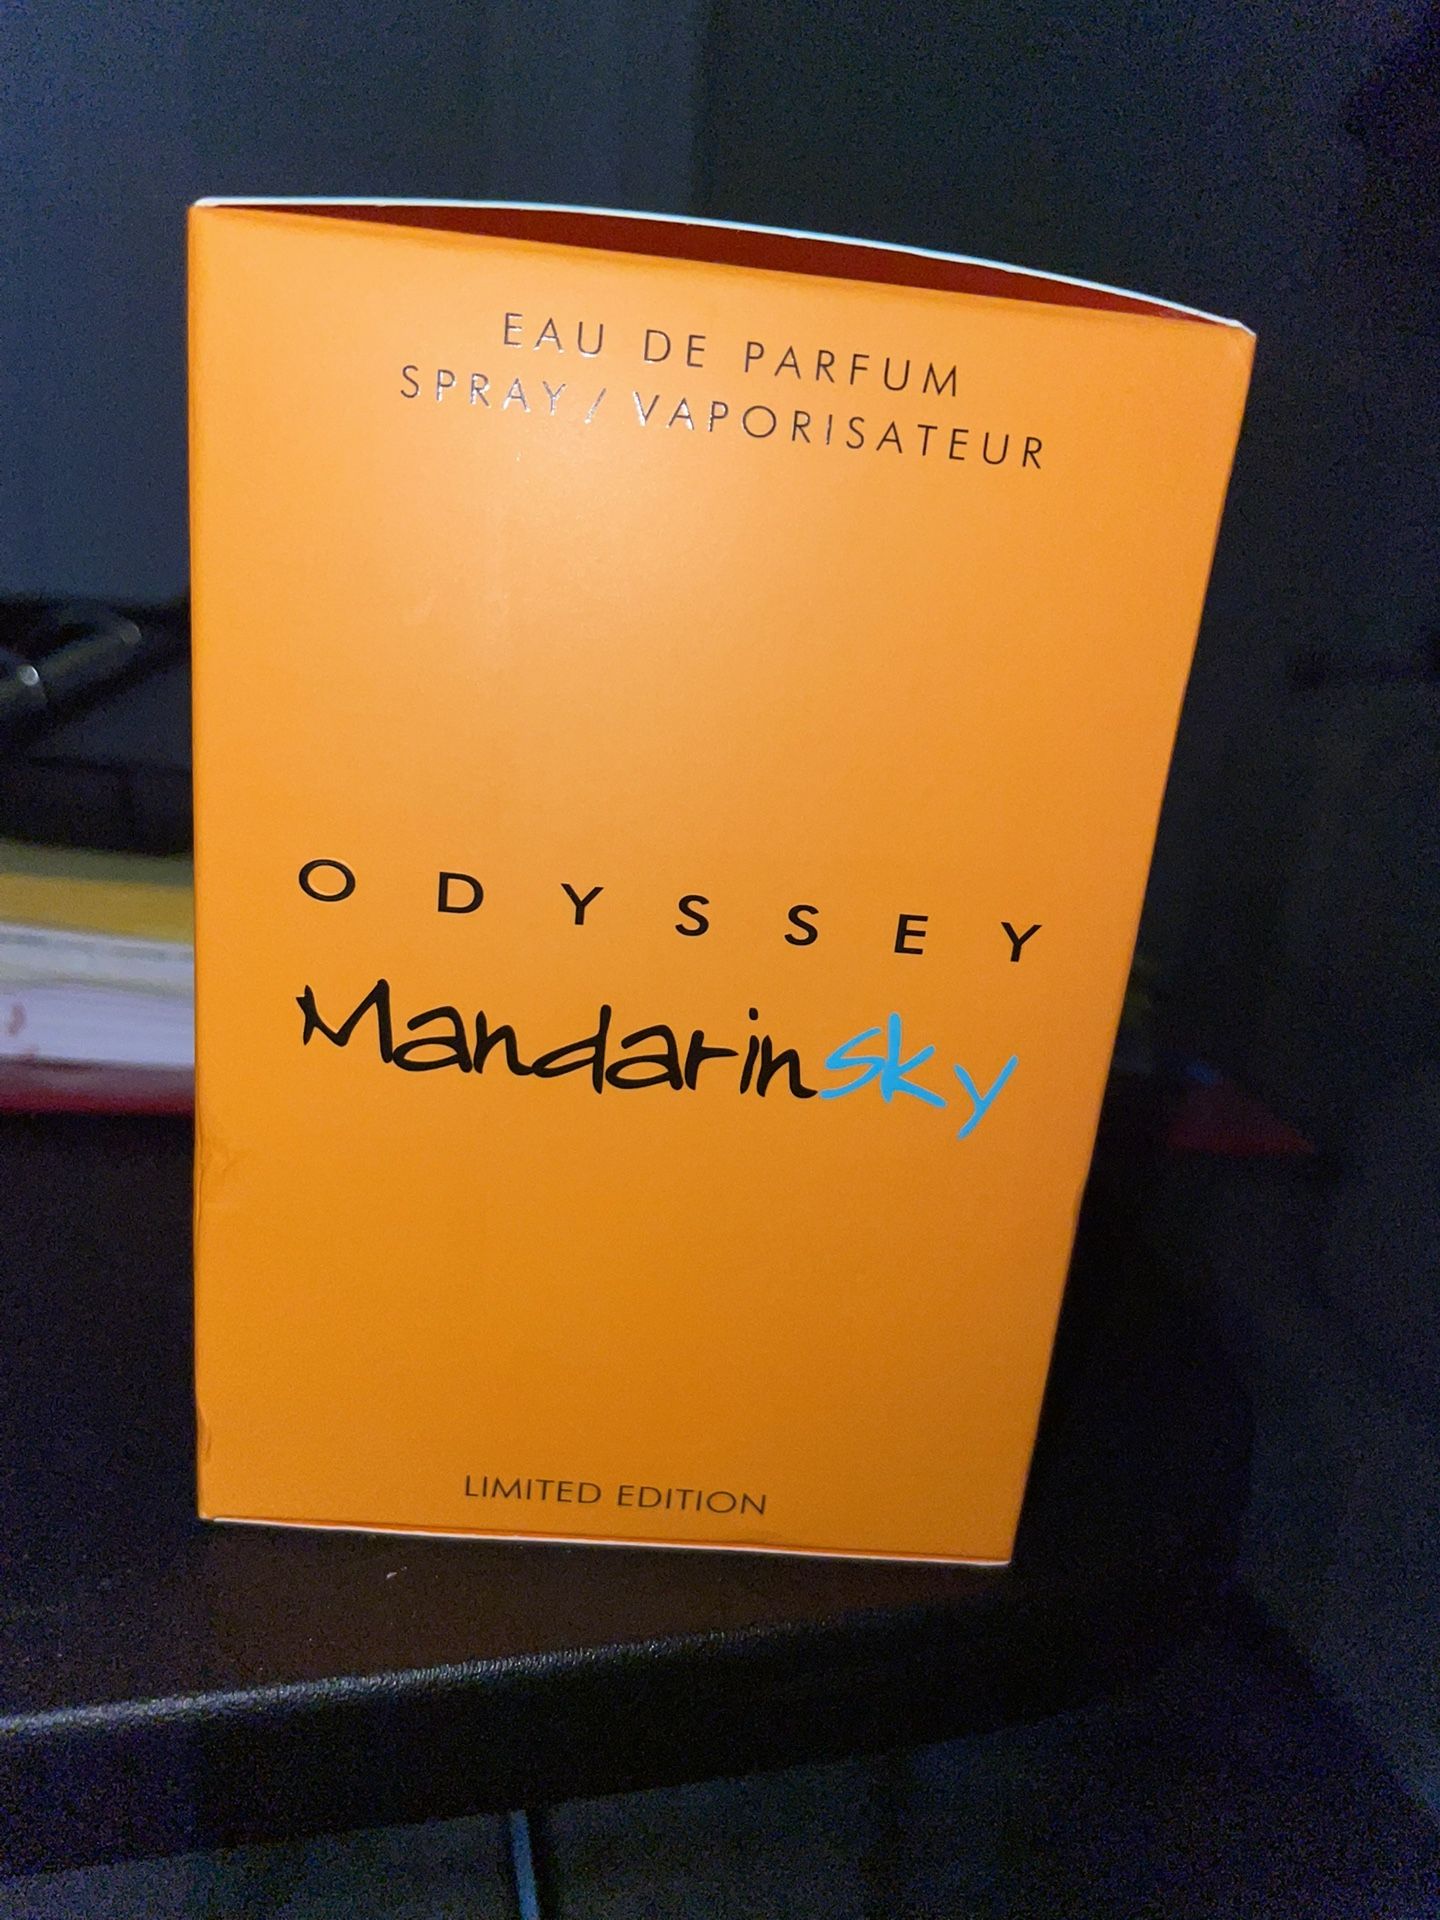 EAU DE PARFUM
SPRAY / VAPORISATEUR
ODYSSEY
Mandarinsky
LIMITED EDITION